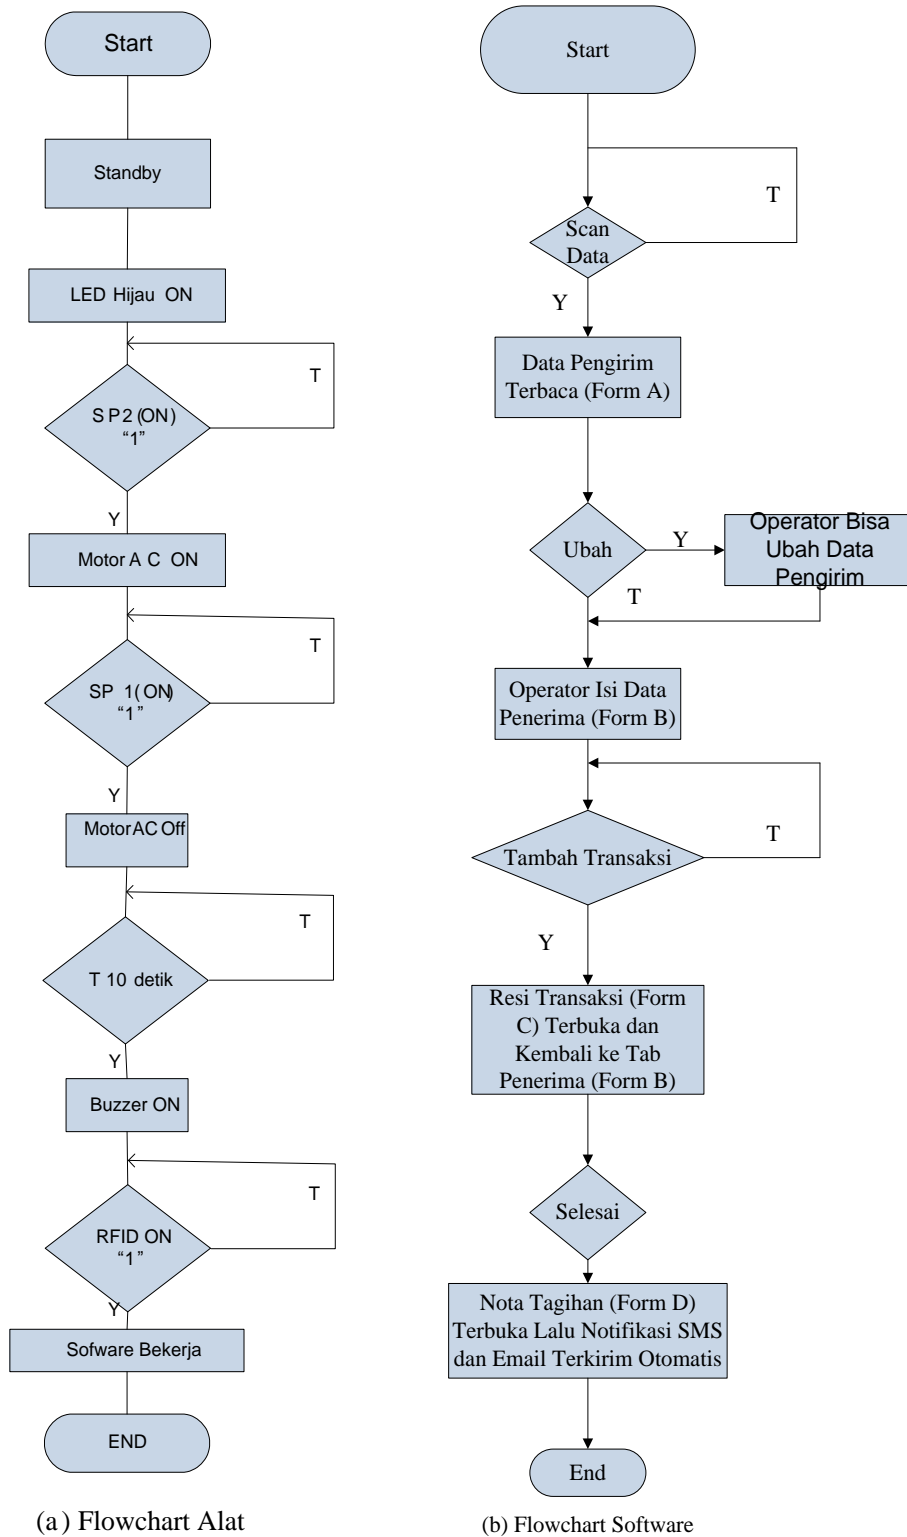 Start
Standby
LED Hijau ON
T
SP2 (ON)
“1”
Y
Motor A C ON
T
SP 1( ON)
“1”
Y
Motor AC Off
T
T 10 detik
Y
Buzzer ON
T
RFID ON
“1”
Y
Sofware Bekerja
END
(a) Flowchart Alat
Start
T
Scan
Data
Y
Data Pengirim
Terbaca (Form A)
Ubah
Y
Operator Bisa
Ubah Data
Pengirim
T
Operator Isi Data
Penerima (Form B)
Tambah Transaksi
T
Y
Resi Transaksi (Form
C) Terbuka dan
Kembali ke Tab
Penerima (Form B)
Selesai
Nota Tagihan (Form D)
Terbuka Lalu Notifikasi SMS
dan Email Terkirim Otomatis
End
(b) Flowchart Software